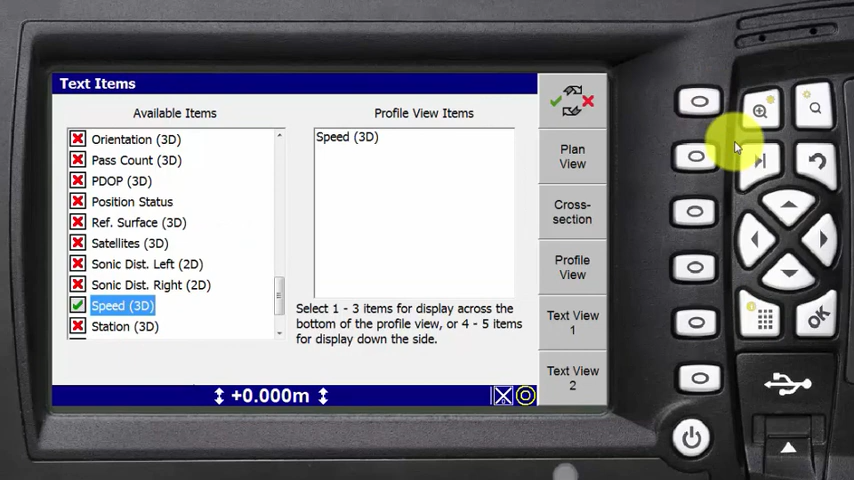 Text Items
Available Items
Orientation (3D)
Pass Count (3D)
PDOP (3D)
Position Status
Ref. Surface (3D)
Satellites (3D)
Sonic Dist. Left (2D)
Sonic Dist. Right (2D)
Speed (3D)
Station (3D)
Profile View Items
Speed (3D)
Select 1 - 3 items for display across the
bottom of the profile view, or 4 - 5 items
for display down the side.
Plan
View
Cross-
section
Profile
View
Text View
1
Text View
2
+0.000m
OK